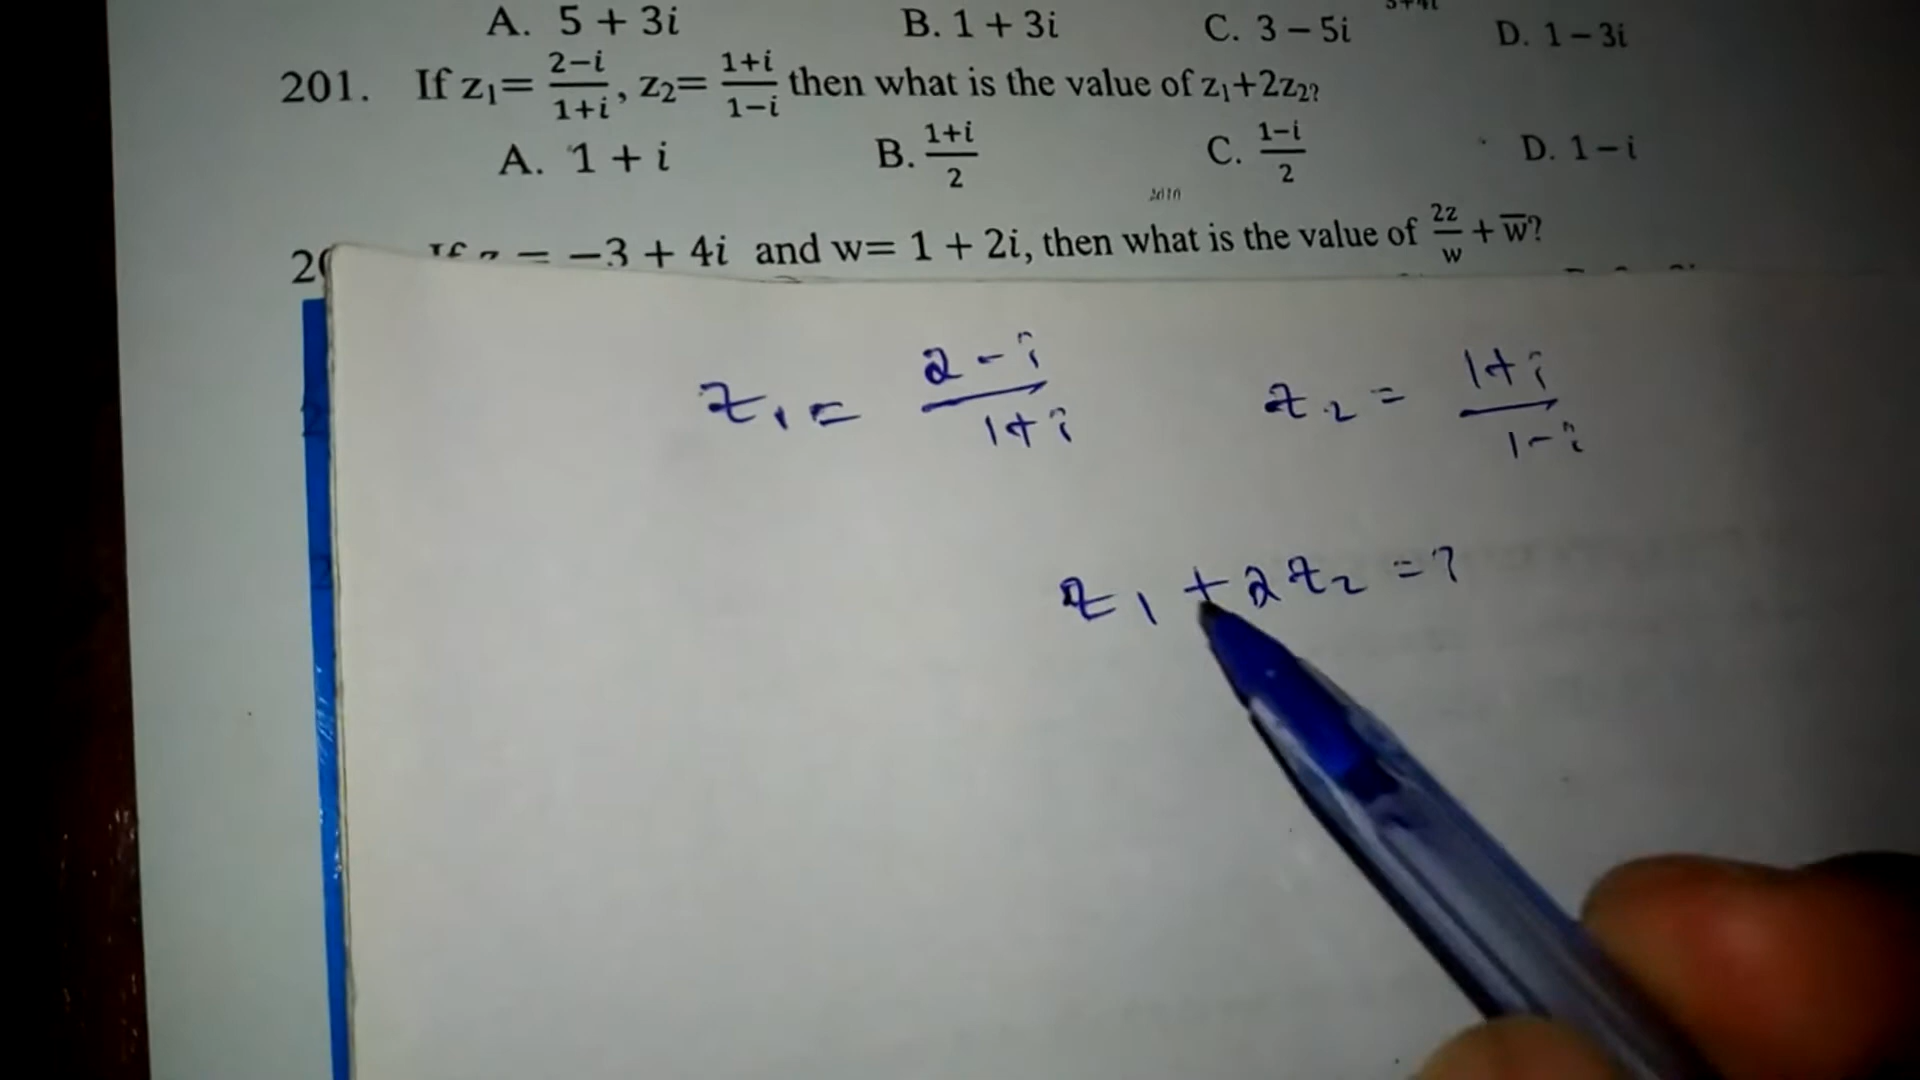 A. 5 + 3i B. 1 + 3i C. 3 – 5i D. 1 – 3i
201. If z₁= (2−i)/(1+i), z₂= (1+i)/(1−i) then what is the value of z₁+2z₂?
A. 1 + i B. (1+i)/2 C. (1−i)/2 D. 1 – i
2010
= −3 + 4i and w= 1 + 2i, then what is the value of 2z/w + w̅?
z₁ = (2 - i)/(1+i) z₂ = (1+i)/(1-i)
z₁ + 2z₂ = ?